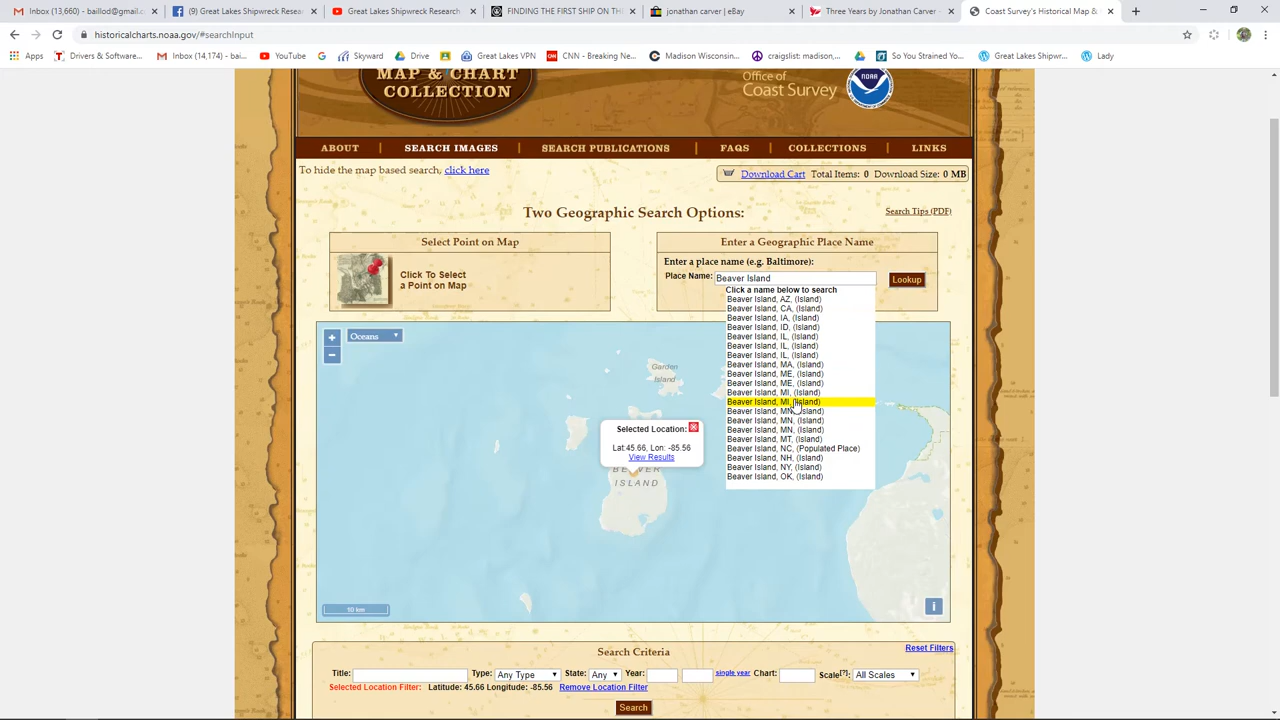 Inbox (13,660) - bailiod@gmail.c
(9) Great Lakes Shipwreck Resear
Great Lakes Shipwreck Research
FINDING THE FIRST SHIP ON THE
jonathan carver | eBay
Three Years by Jonathan Carver -
Coast Survey's Historical Map &
historicalcharts.noaa.gov/#searchInput
Apps
Drivers & Software...
Inbox (14,174) - bai...
YouTube
Skyward
Drive
Great Lakes VPN
CNN - Breaking Ne...
Madison Wisconsin...
craigslist: madison,...
So You Strained Yo...
Great Lakes Shipwr...
Lady
MAP & CHART
COLLECTION
Office of
Coast Survey
NOAA
ABOUT | SEARCH IMAGES | SEARCH PUBLICATIONS | FAQS | COLLECTIONS | LINKS
To hide the map based search, click here
Download Cart Total Items: 0 Download Size: 0 MB
Two Geographic Search Options:
Search Tips (PDF)
Select Point on Map
Click To Select
a Point on Map
Enter a Geographic Place Name
Enter a place name (e.g. Baltimore):
Place Name: Beaver Island
Lookup
Click a name below to search
Beaver Island, AZ, (Island)
Beaver Island, CA, (Island)
Beaver Island, IA, (Island)
Beaver Island, ID, (Island)
Beaver Island, IL, (Island)
Beaver Island, IL, (Island)
Beaver Island, IL, (Island)
Beaver Island, MA, (Island)
Beaver Island, ME, (Island)
Beaver Island, ME, (Island)
Beaver Island, MI, (Island)
Beaver Island, MI, (Island)
Beaver Island, MN, (Island)
Beaver Island, MN, (Island)
Beaver Island, MN, (Island)
Beaver Island, MT, (Island)
Beaver Island, NC, (Populated Place)
Beaver Island, NH, (Island)
Beaver Island, NY, (Island)
Beaver Island, OK, (Island)
+
−
Oceans
Garden
Island
Selected Location:
Lat:45.66, Lon: -85.56
View Results
BEAVER
ISLAND
10 km
i
Search Criteria
Reset Filters
Title:
Type: Any Type
State: Any
Year:
single year
Chart:
Scale[?]: All Scales
Selected Location Filter: Latitude: 45.66 Longitude: -85.56 Remove Location Filter
Search